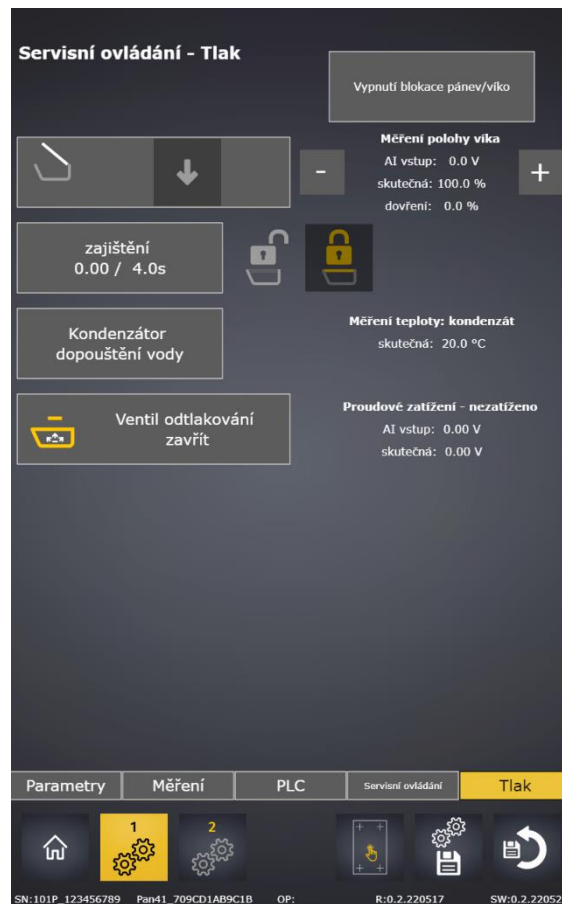 Servisní ovládání - Tlak
Vypnutí blokace pánev/víko
Měření polohy víka
-
AI vstup: 0.0 V
+
skutečná: 100.0 %
dovření: 0.0 %
zajištění
0.00 / 4.0s
Kondenzátor
dopouštění vody
Měření teploty: kondenzát
skutečná: 20.0 °C
Ventil odtlakování
zavřít
Proudové zatížení - nezatíženo
AI vstup: 0.00 V
skutečná: 0.00 V
Parametry Měření PLC Servisní ovládání Tlak
1 2
SN:101P_123456789 Pan41_709CD1AB9C1B OP: R:0.2.220517 SW:0.2.22052